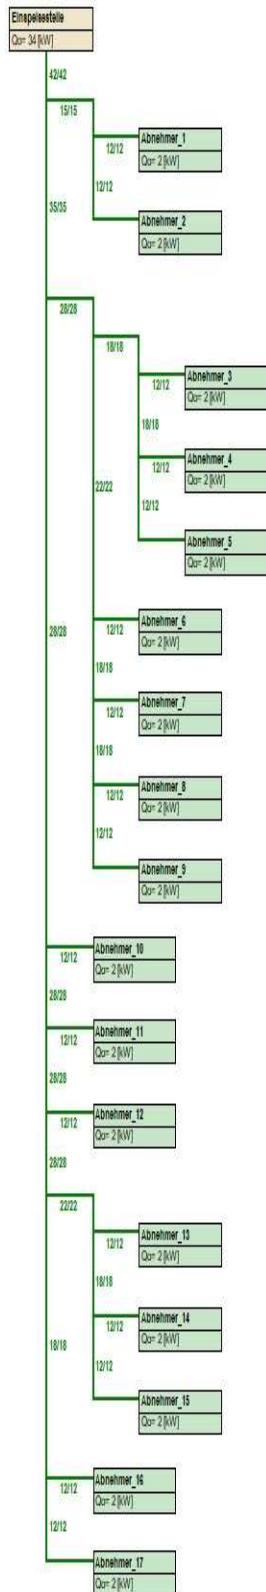 Einspeisestelle
Qo= 34 [kW]
42/42
15/15
Abnehmer_1
12/12
Qo= 2 [kW]
12/12
35/35
Abnehmer_2
Qo= 2 [kW]
28/28
18/18
Abnehmer_3
12/12
Qo= 2 [kW]
18/18
Abnehmer_4
12/12
Qo= 2 [kW]
22/22
12/12
Abnehmer_5
Qo= 2 [kW]
Abnehmer_6
12/12
28/28
Qo= 2 [kW]
18/18
Abnehmer_7
12/12
Qo= 2 [kW]
18/18
Abnehmer_8
12/12
Qo= 2 [kW]
12/12
Abnehmer_9
Qo= 2 [kW]
Abnehmer_10
12/12
Qo= 2 [kW]
28/28
Abnehmer_11
12/12
Qo= 2 [kW]
28/28
Abnehmer_12
12/12
Qo= 2 [kW]
28/28
22/22
Abnehmer_13
12/12
Qo= 2 [kW]
18/18
Abnehmer_14
12/12
Qo= 2 [kW]
18/18
12/12
Abnehmer_15
Qo= 2 [kW]
Abnehmer_16
12/12
Qo= 2 [kW]
12/12
Abnehmer_17
Qo= 2 [kW]